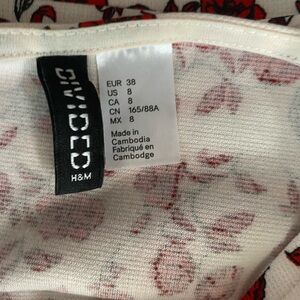 DIVIDED
H&M
EUR 38
US 8
CA 8
CN 165/88A
MX 8
Made in
Cambodia
Fabriqué en
Cambodge